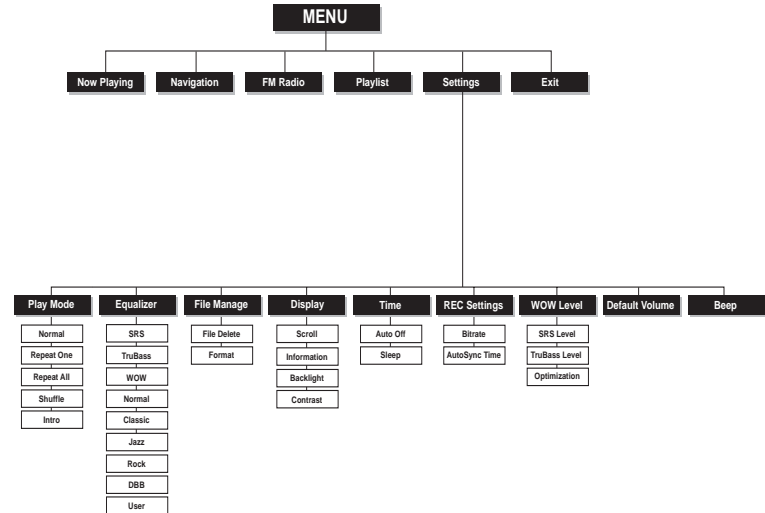 MENU
Now Playing
Navigation
FM Radio
Playlist
Settings
Exit
Play Mode
Equalizer
File Manage
Display
Time
REC Settings
WOW Level
Default Volume
Beep
Normal
Repeat One
Repeat All
Shuffle
Intro
SRS
TruBass
WOW
Normal
Classic
Jazz
Rock
DBB
User
File Delete
Format
Scroll
Information
Backlight
Contrast
Auto Off
Sleep
Bitrate
AutoSync Time
SRS Level
TruBass Level
Optimization